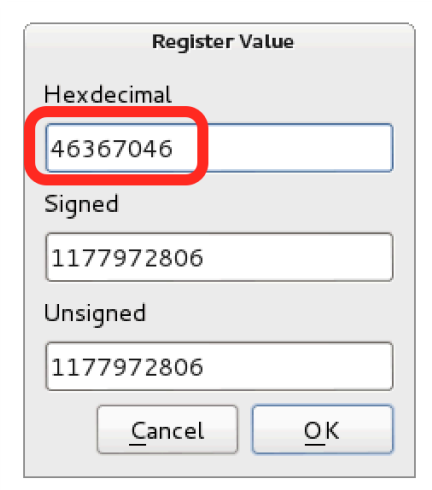 Register Value
Hexdecimal
46367046
Signed
1177972806
Unsigned
1177972806
Cancel OK